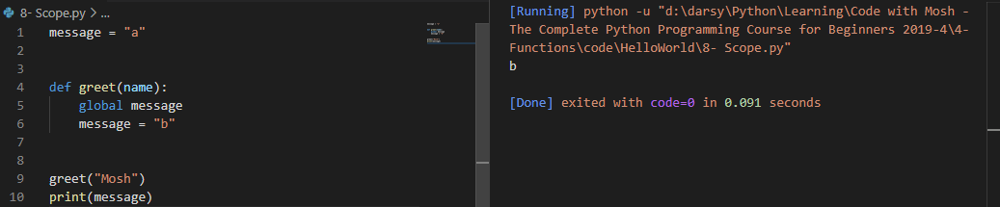 8- Scope.py > ...
1 message = "a"
2
3
4 def greet(name):
5     global message
6     message = "b"
7
8
9 greet("Mosh")
10 print(message)
[Running] python -u "d:\darsy\Python\Learning\Code with Mosh -
The Complete Python Programming Course for Beginners 2019-4\4-
Functions\code\HelloWorld\8- Scope.py"
b
[Done] exited with code=0 in 0.091 seconds